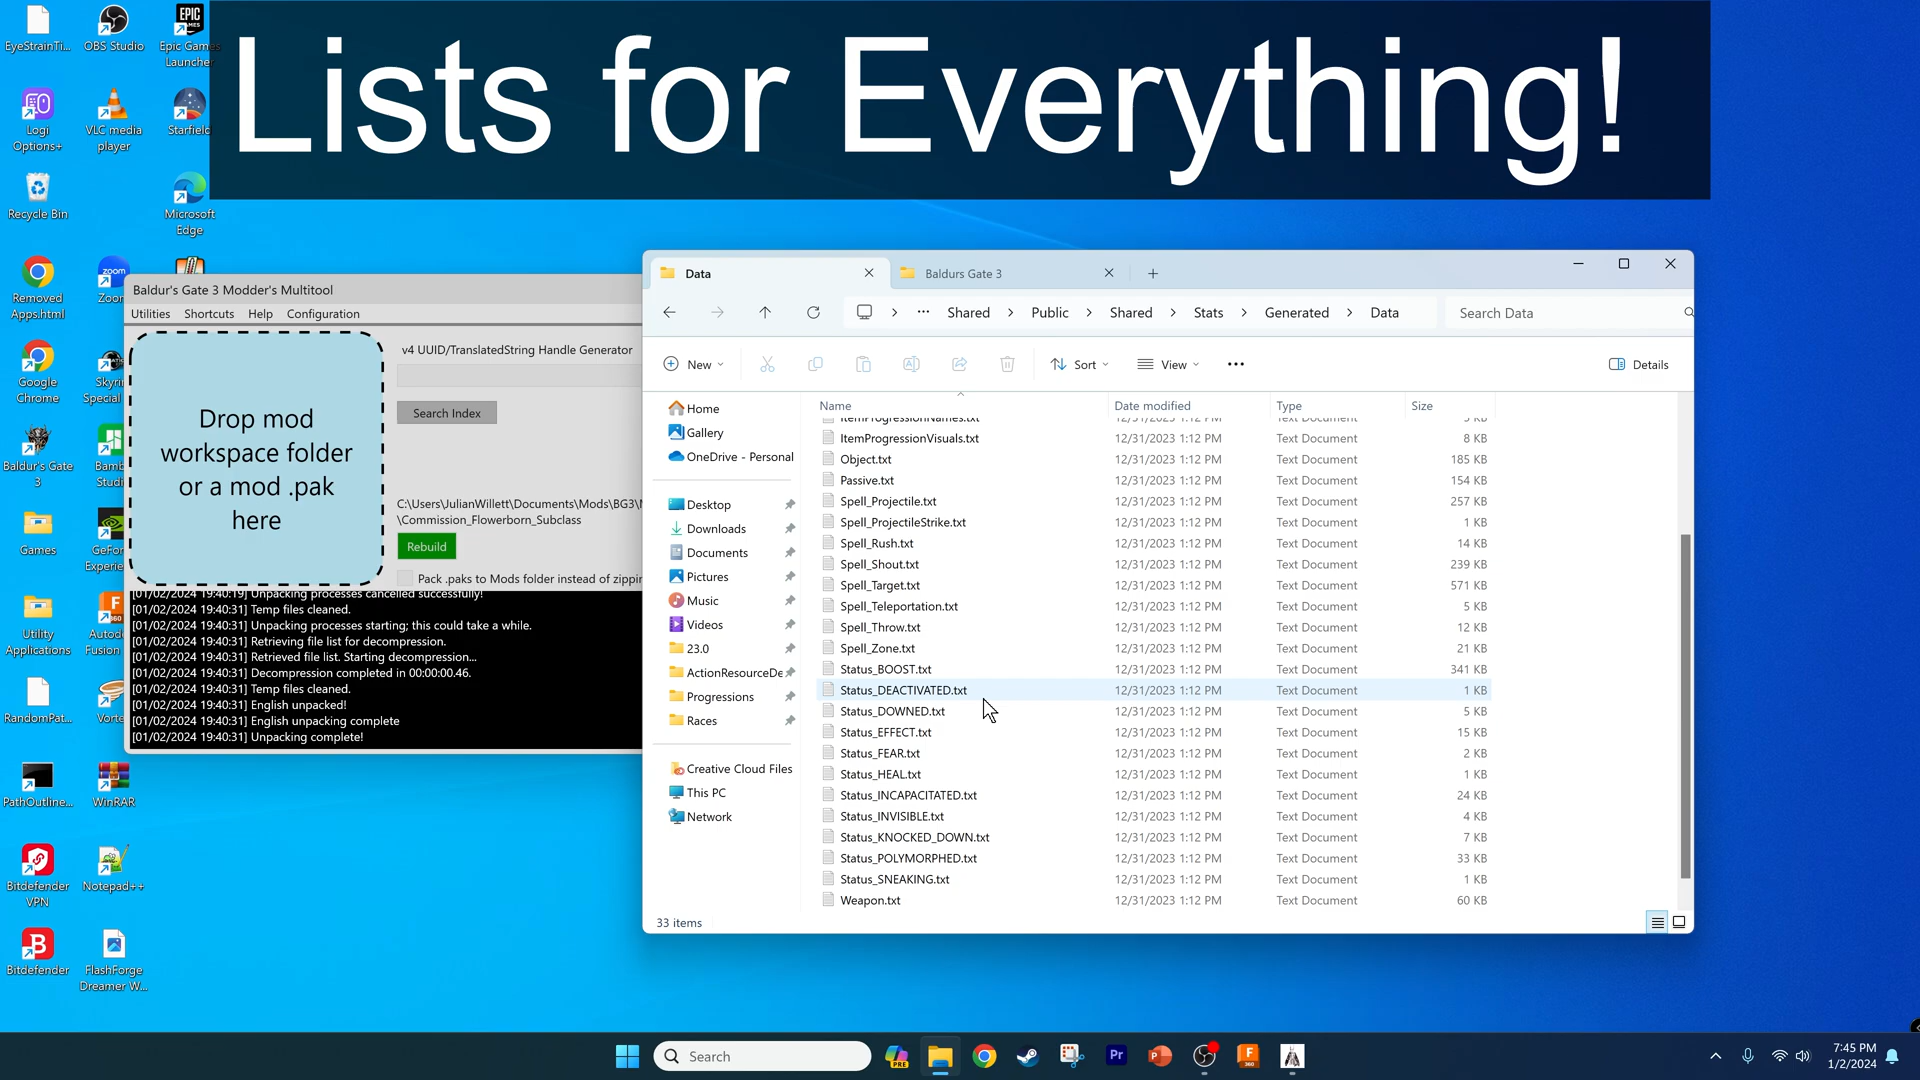 Lists for Everything!
EyeStrainTi...
OBS Studio
Epic Games
Launcher
Logi
Options+
VLC media
player
Starfield
Recycle Bin
Microsoft
Edge
Removed
Apps.html
Google
Chrome
Baldur's Gate
3
Games
Utility
Applications
RandomPat...
PathOutline...
WinRAR
Bitdefender
VPN
Notepad++
Bitdefender
FlashForge
Dreamer W...
Baldur's Gate 3 Modder's Multitool
Utilities Shortcuts Help Configuration
Drop mod
workspace folder
or a mod .pak
here
v4 UUID/TranslatedString Handle Generator
Search Index
C:\Users\JulianWillett\Documents\Mods\BG3\
\Commission_Flowerborn_Subclass
Rebuild
Pack .paks to Mods folder instead of zippin
[01/02/2024 19:40:19] Unpacking processes cancelled successfully!
[01/02/2024 19:40:31] Temp files cleaned.
[01/02/2024 19:40:31] Unpacking processes starting; this could take a while.
[01/02/2024 19:40:31] Retrieving file list for decompression.
[01/02/2024 19:40:31] Retrieved file list. Starting decompression...
[01/02/2024 19:40:31] Decompression completed in 00:00:00.46.
[01/02/2024 19:40:31] Temp files cleaned.
[01/02/2024 19:40:31] English unpacked!
[01/02/2024 19:40:31] English unpacking complete
[01/02/2024 19:40:31] Unpacking complete!
Data
Baldurs Gate 3
··· Shared > Public > Shared > Stats > Generated > Data
Search Data
New
Sort
View
Details
Home
Gallery
OneDrive - Personal
Desktop
Downloads
Documents
Pictures
Music
Videos
23.0
ActionResourceDe
Progressions
Races
Creative Cloud Files
This PC
Network
Name Date modified Type Size
ItemProgressionNames.txt 12/31/2023 1:12 PM Text Document
ItemProgressionVisuals.txt 12/31/2023 1:12 PM Text Document 8 KB
Object.txt 12/31/2023 1:12 PM Text Document 185 KB
Passive.txt 12/31/2023 1:12 PM Text Document 154 KB
Spell_Projectile.txt 12/31/2023 1:12 PM Text Document 257 KB
Spell_ProjectileStrike.txt 12/31/2023 1:12 PM Text Document 1 KB
Spell_Rush.txt 12/31/2023 1:12 PM Text Document 14 KB
Spell_Shout.txt 12/31/2023 1:12 PM Text Document 239 KB
Spell_Target.txt 12/31/2023 1:12 PM Text Document 571 KB
Spell_Teleportation.txt 12/31/2023 1:12 PM Text Document 5 KB
Spell_Throw.txt 12/31/2023 1:12 PM Text Document 12 KB
Spell_Zone.txt 12/31/2023 1:12 PM Text Document 21 KB
Status_BOOST.txt 12/31/2023 1:12 PM Text Document 341 KB
Status_DEACTIVATED.txt 12/31/2023 1:12 PM Text Document 1 KB
Status_DOWNED.txt 12/31/2023 1:12 PM Text Document 5 KB
Status_EFFECT.txt 12/31/2023 1:12 PM Text Document 15 KB
Status_FEAR.txt 12/31/2023 1:12 PM Text Document 2 KB
Status_HEAL.txt 12/31/2023 1:12 PM Text Document 1 KB
Status_INCAPACITATED.txt 12/31/2023 1:12 PM Text Document 24 KB
Status_INVISIBLE.txt 12/31/2023 1:12 PM Text Document 4 KB
Status_KNOCKED_DOWN.txt 12/31/2023 1:12 PM Text Document 7 KB
Status_POLYMORPHED.txt 12/31/2023 1:12 PM Text Document 33 KB
Status_SNEAKING.txt 12/31/2023 1:12 PM Text Document 1 KB
Weapon.txt 12/31/2023 1:12 PM Text Document 60 KB
33 items
Search
7:45 PM
1/2/2024